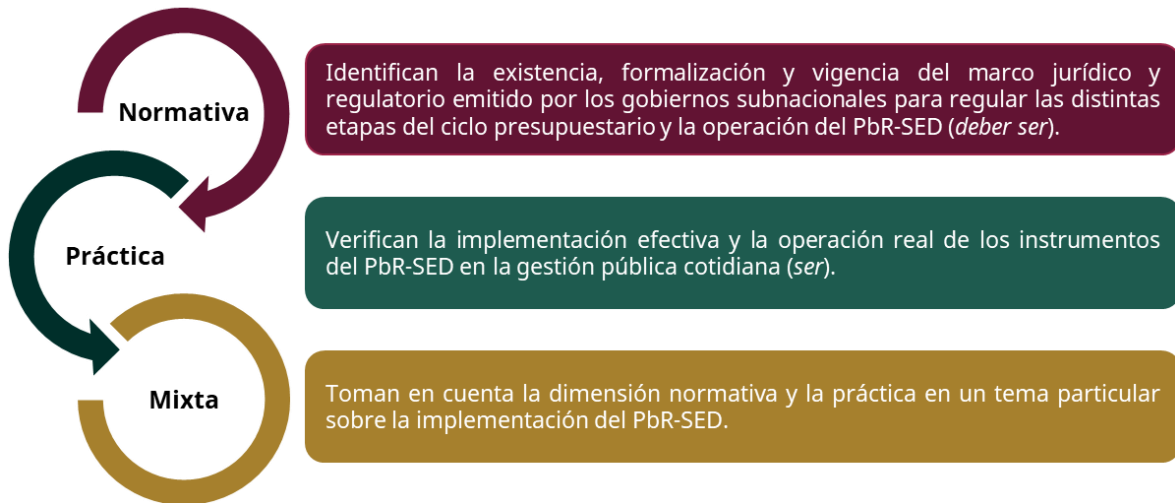 Normativa
Identifican la existencia, formalización y vigencia del marco jurídico y
regulatorio emitido por los gobiernos subnacionales para regular las distintas
etapas del ciclo presupuestario y la operación del PbR-SED (deber ser).
Práctica
Verifican la implementación efectiva y la operación real de los instrumentos
del PbR-SED en la gestión pública cotidiana (ser).
Mixta
Toman en cuenta la dimensión normativa y la práctica en un tema particular
sobre la implementación del PbR-SED.